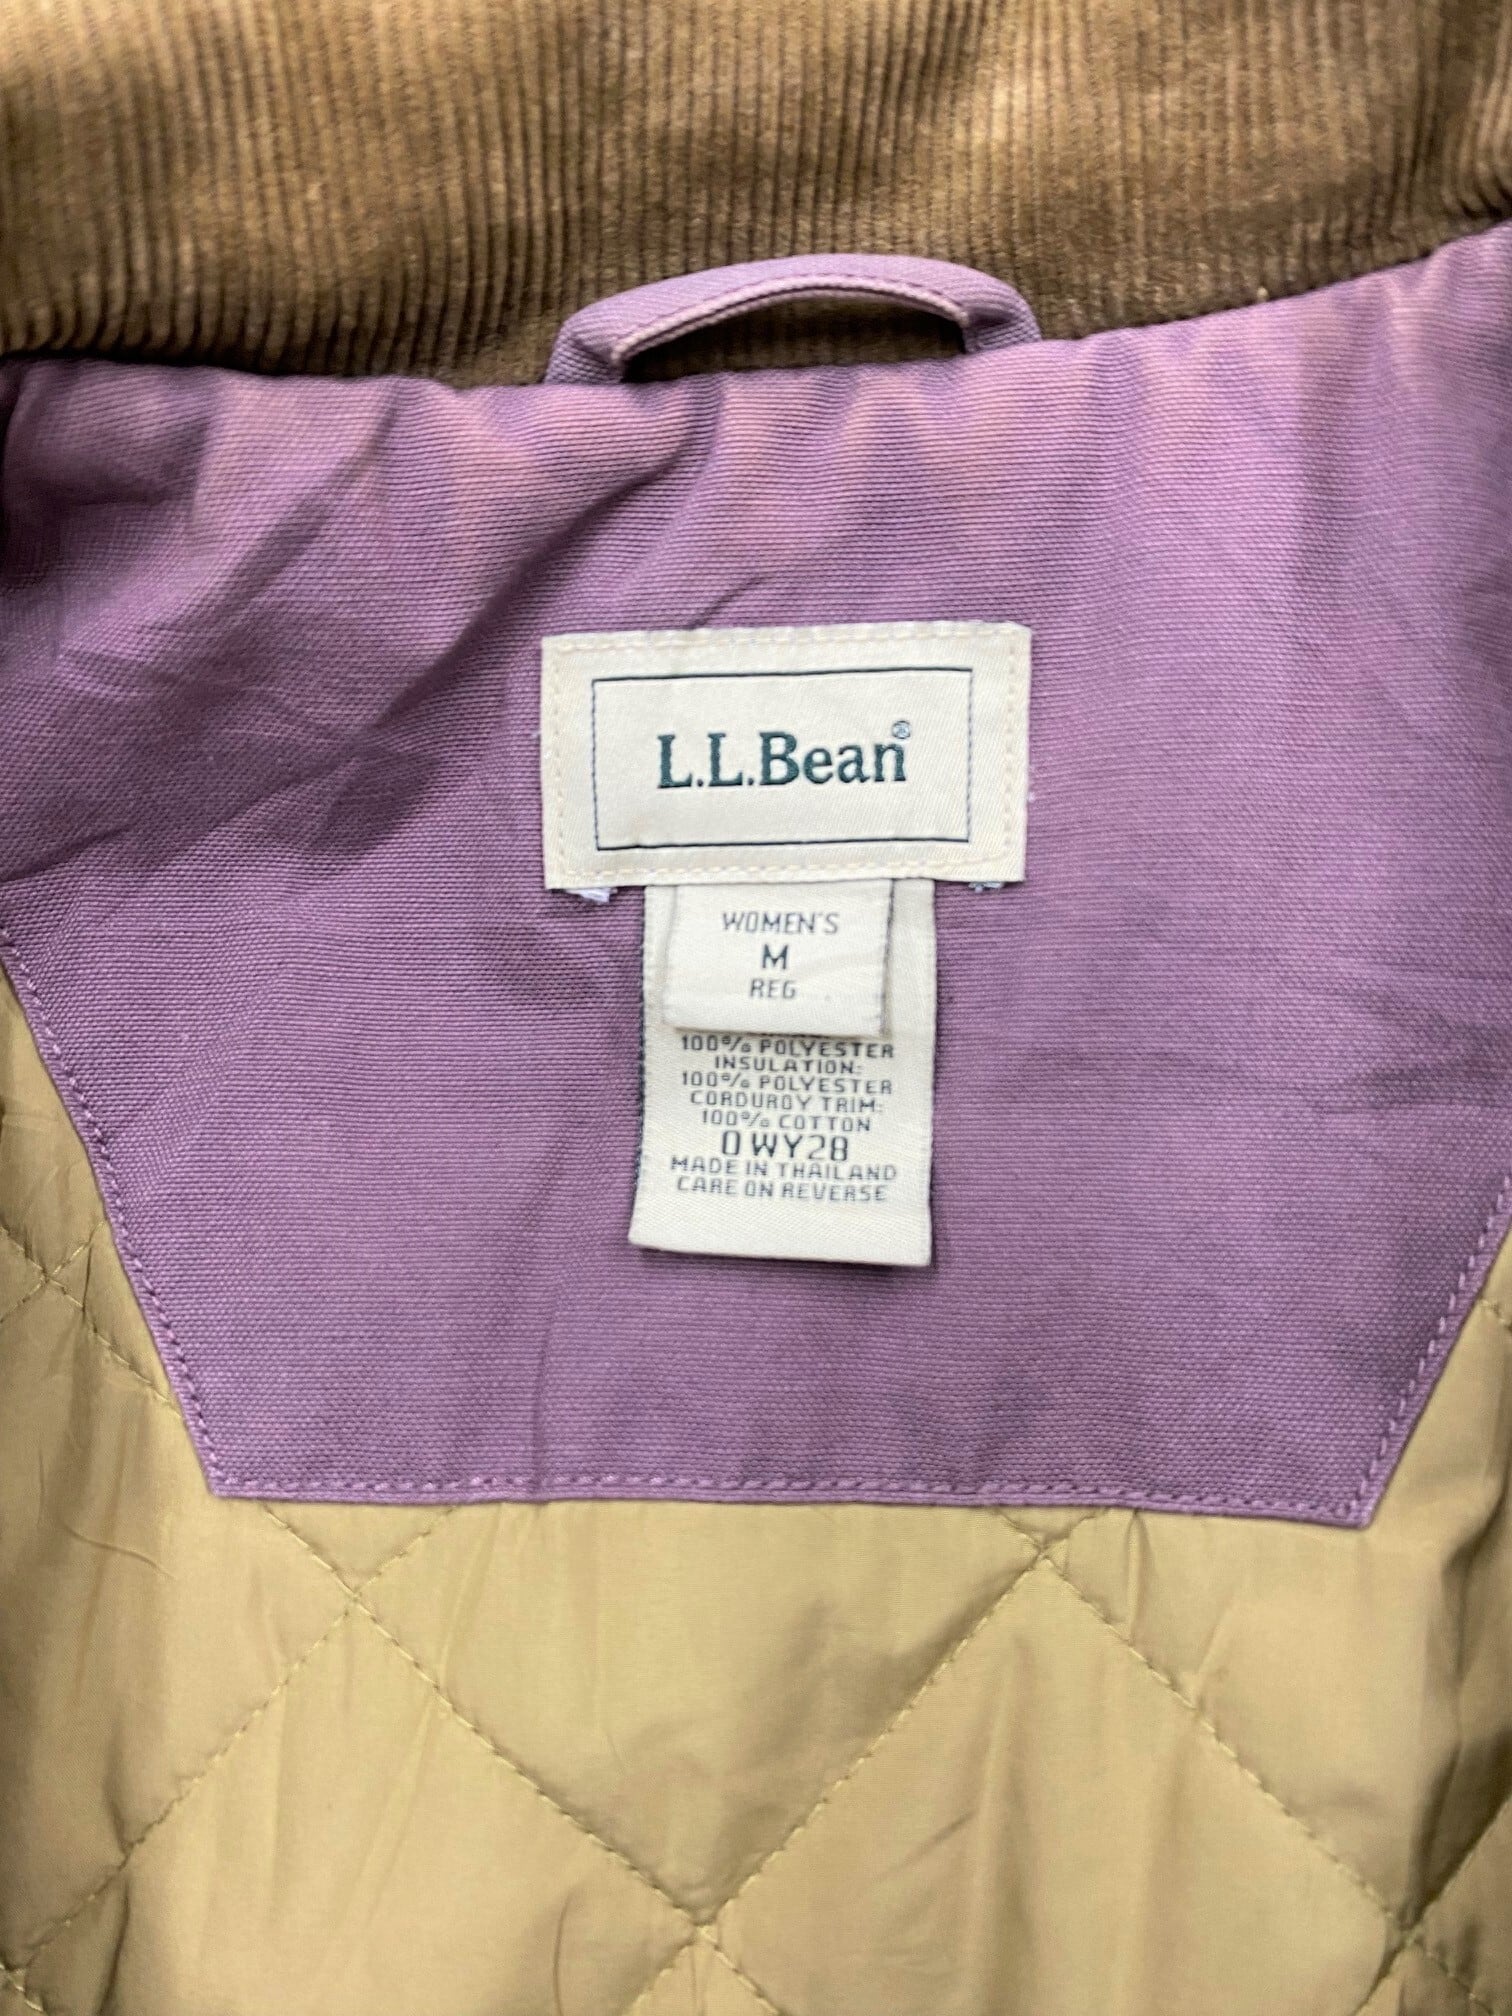 L.L.Bean®
WOMEN'S
M
REG
100% POLYESTER
INSULATION:
100% POLYESTER
CORDUROY TRIM:
100% COTTON
0WY28
MADE IN THAILAND
CARE ON REVERSE